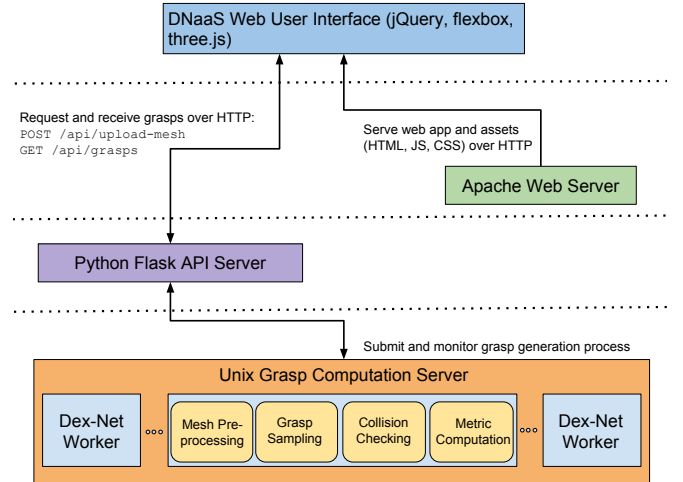 DNaaS Web User Interface (jQuery, flexbox,
three.js)
Request and receive grasps over HTTP:
POST /api/upload-mesh
GET /api/grasps
Serve web app and assets
(HTML, JS, CSS) over HTTP
Apache Web Server
Python Flask API Server
Submit and monitor grasp generation process
Unix Grasp Computation Server
Dex-Net
Worker
Mesh Pre-
processing
Grasp
Sampling
Collision
Checking
Metric
Computation
Dex-Net
Worker